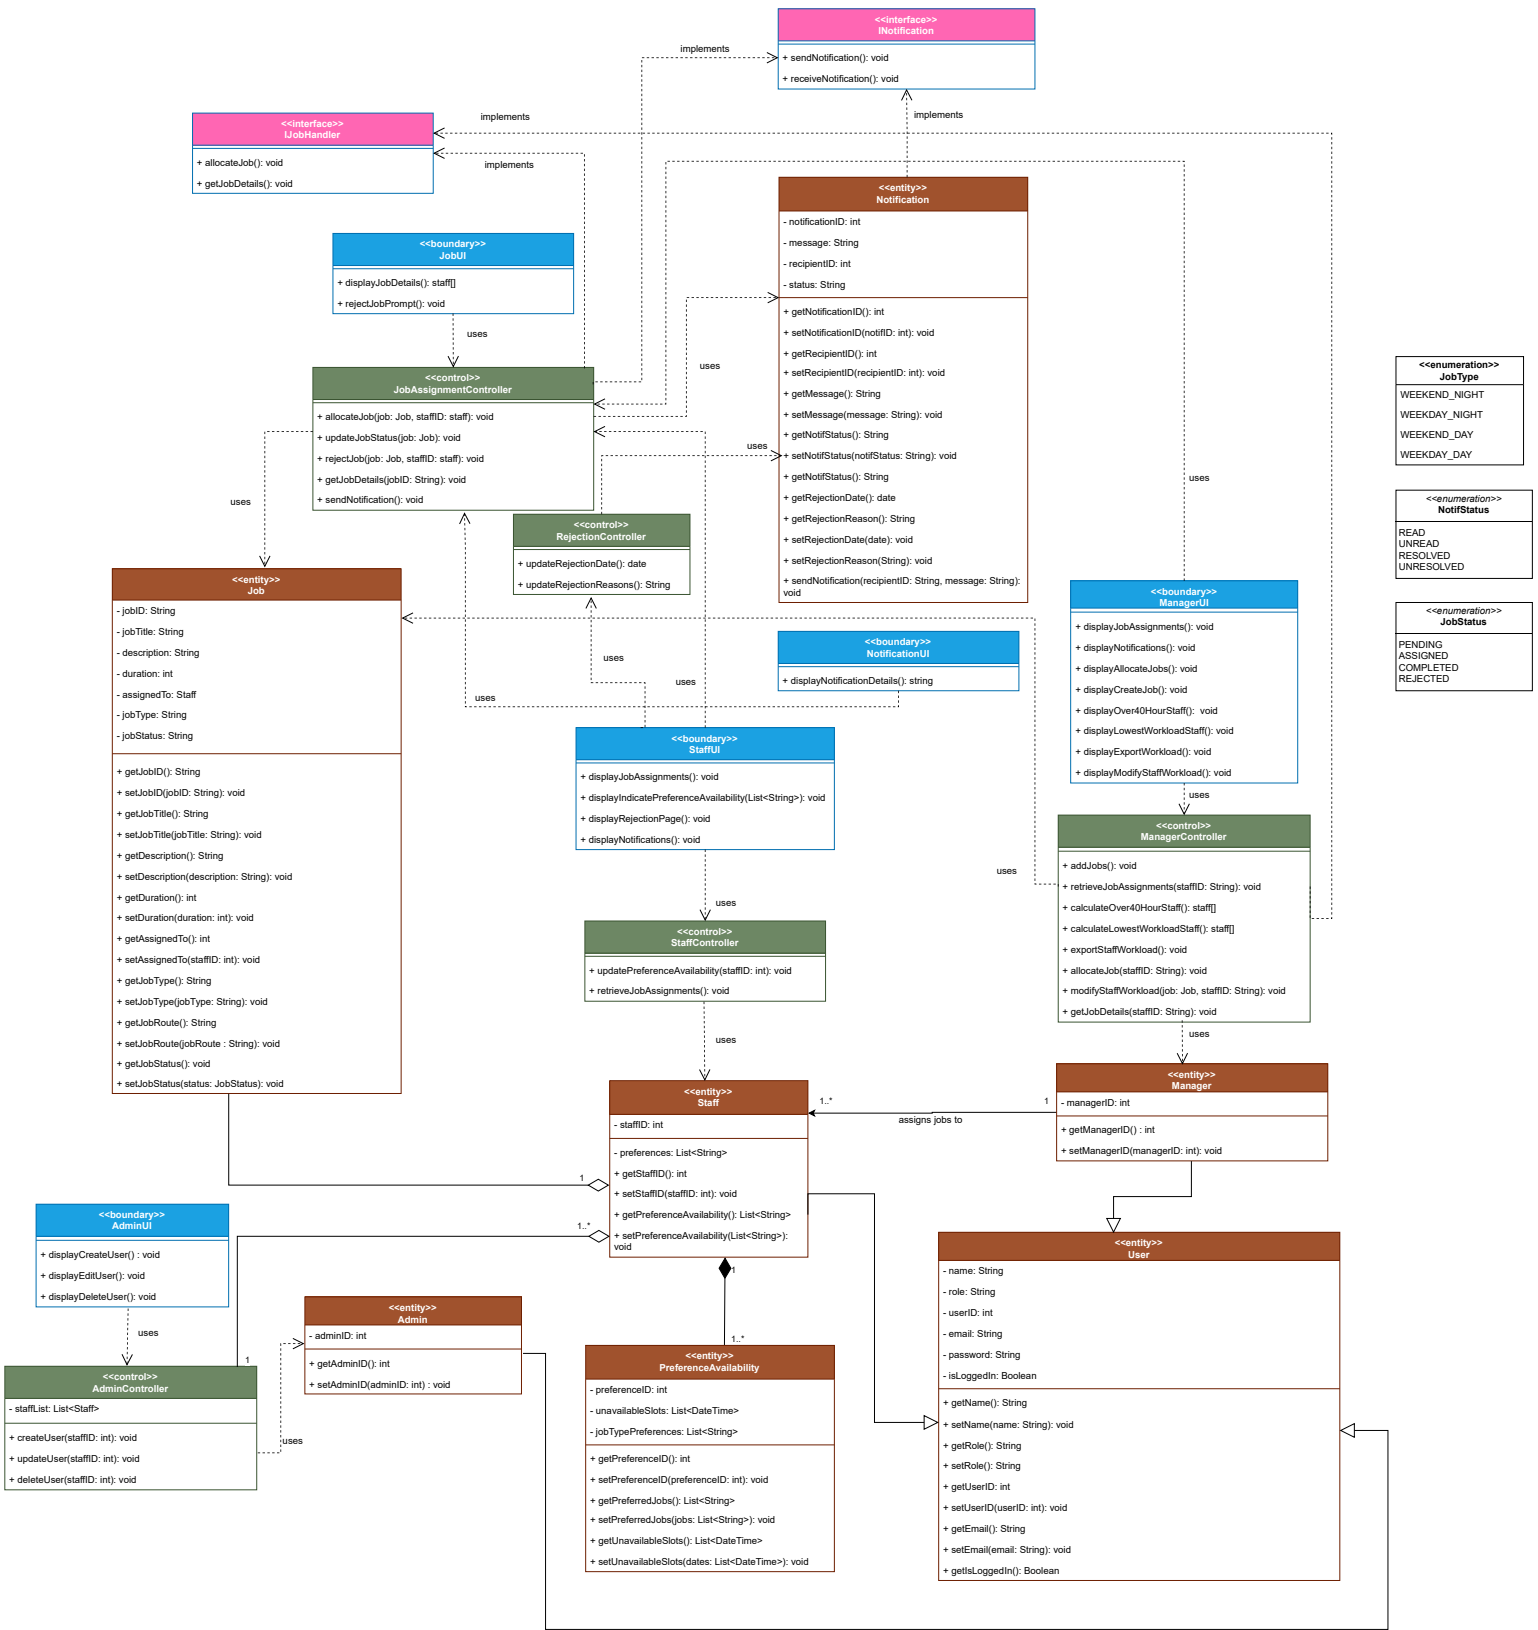 <<interface>>
INotification
+ sendNotification(): void
+ receiveNotification(): void
implements
implements
<<interface>>
IJobHandler
+ allocateJob(): void
+ getJobDetails(): void
implements
implements
<<entity>>
Notification
- notificationID: int
- message: String
- recipientID: int
- status: String
+ getNotificationID(): int
+ setNotificationID(notifID: int): void
+ getRecipientID(): int
+ setRecipientID(recipientID: int): void
+ getMessage(): String
+ setMessage(message: String): void
+ getNotifStatus(): String
+ setNotifStatus(notifStatus: String): void
+ getNotifStatus(): String
+ getRejectionDate(): date
+ getRejectionReason(): String
+ setRejectionDate(date): void
+ setRejectionReason(String): void
+ sendNotification(recipientID: String, message: String):
void
<<boundary>>
JobUI
+ displayJobDetails(): staff[]
+ rejectJobPrompt(): void
uses
uses
<<control>>
JobAssignmentController
+ allocateJob(job: Job, staffID: staff): void
+ updateJobStatus(job: Job): void
+ rejectJob(job: Job, staffID: staff): void
+ getJobDetails(jobID: String): void
+ sendNotification(): void
uses
uses
uses
<<enumeration>>
JobType
WEEKEND_NIGHT
WEEKDAY_NIGHT
WEEKEND_DAY
WEEKDAY_DAY
<<enumeration>>
NotifStatus
READ
UNREAD
RESOLVED
UNRESOLVED
<<enumeration>>
JobStatus
PENDING
ASSIGNED
COMPLETED
REJECTED
<<control>>
RejectionController
+ updateRejectionDate(): date
+ updateRejectionReasons(): String
<<entity>>
Job
- jobID: String
- jobTitle: String
- description: String
- duration: int
- assignedTo: Staff
- jobType: String
- jobStatus: String
+ getJobID(): String
+ setJobID(jobID: String): void
+ getJobTitle(): String
+ setJobTitle(jobTitle: String): void
+ getDescription(): String
+ setDescription(description: String): void
+ getDuration(): int
+ setDuration(duration: int): void
+ getAssignedTo(): int
+ setAssignedTo(staffID: int): void
+ getJobType(): String
+ setJobType(jobType: String): void
+ getJobRoute(): String
+ setJobRoute(jobRoute : String): void
+ getJobStatus(): void
+ setJobStatus(status: JobStatus): void
<<boundary>>
ManagerUI
+ displayJobAssignments(): void
+ displayNotifications(): void
+ displayAllocateJobs(): void
+ displayCreateJob(): void
+ displayOver40HourStaff():  void
+ displayLowestWorkloadStaff(): void
+ displayExportWorkload(): void
+ displayModifyStaffWorkload(): void
<<boundary>>
NotificationUI
+ displayNotificationDetails(): string
uses
uses
uses
<<boundary>>
StaffUI
+ displayJobAssignments(): void
+ displayIndicatePreferenceAvailability(List<String>): void
+ displayRejectionPage(): void
+ displayNotifications(): void
uses
<<control>>
ManagerController
+ addJobs(): void
+ retrieveJobAssignments(staffID: String): void
+ calculateOver40HourStaff(): staff[]
+ calculateLowestWorkloadStaff(): staff[]
+ exportStaffWorkload(): void
+ allocateJob(staffID: String): void
+ modifyStaffWorkload(job: Job, staffID: String): void
+ getJobDetails(staffID: String): void
uses
uses
<<control>>
StaffController
+ updatePreferenceAvailability(staffID: int): void
+ retrieveJobAssignments(): void
uses
uses
<<entity>>
Manager
- managerID: int
+ getManagerID() : int
+ setManagerID(managerID: int): void
<<entity>>
Staff
- staffID: int
- preferences: List<String>
+ getStaffID(): int
+ setStaffID(staffID: int): void
+ getPreferenceAvailability(): List<String>
+ setPreferenceAvailability(List<String>):
void
1..*
1
assigns jobs to
1
1..*
1
1..*
<<boundary>>
AdminUI
+ displayCreateUser() : void
+ displayEditUser(): void
+ displayDeleteUser(): void
uses
1
<<control>>
AdminController
- staffList: List<Staff>
+ createUser(staffID: int): void
+ updateUser(staffID: int): void
+ deleteUser(staffID: int): void
uses
<<entity>>
Admin
- adminID: int
+ getAdminID(): int
+ setAdminID(adminID: int) : void
<<entity>>
PreferenceAvailability
- preferenceID: int
- unavailableSlots: List<DateTime>
- jobTypePreferences: List<String>
+ getPreferenceID(): int
+ setPreferenceID(preferenceID: int): void
+ getPreferredJobs(): List<String>
+ setPreferredJobs(jobs: List<String>): void
+ getUnavailableSlots(): List<DateTime>
+ setUnavailableSlots(dates: List<DateTime>): void
<<entity>>
User
- name: String
- role: String
- userID: int
- email: String
- password: String
- isLoggedIn: Boolean
+ getName(): String
+ setName(name: String): void
+ getRole(): String
+ setRole(): String
+ getUserID: int
+ setUserID(userID: int): void
+ getEmail(): String
+ setEmail(email: String): void
+ getIsLoggedIn(): Boolean